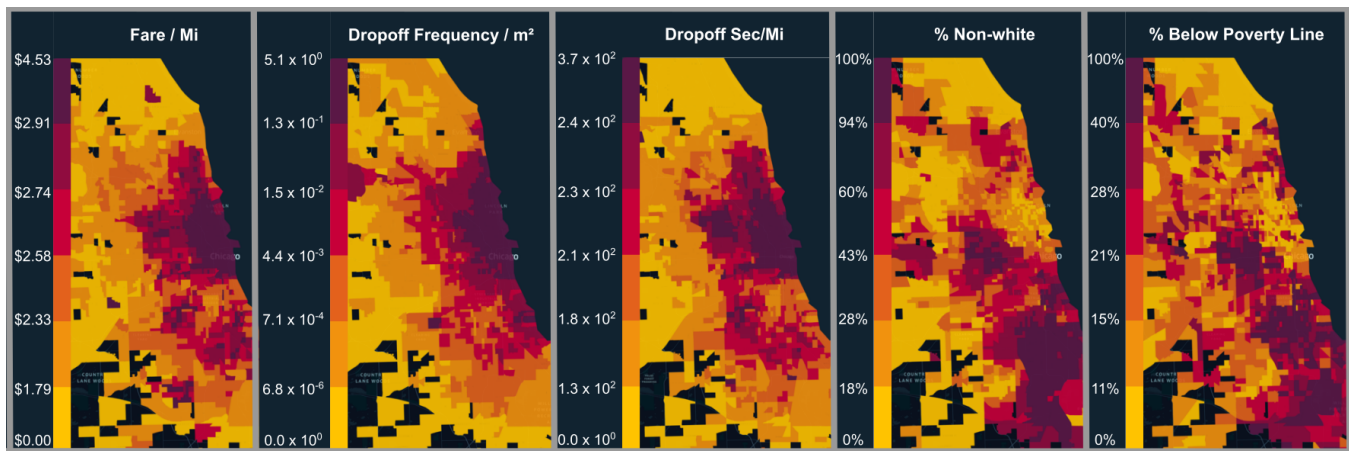 Fare / Mi
$4.53
$2.91
$2.74
$2.58
$2.33
$1.79
$0.00
Dropoff Frequency / m²
5.1 x 10⁰
1.3 x 10⁻¹
1.5 x 10⁻²
4.4 x 10⁻³
7.1 x 10⁻⁴
6.8 x 10⁻⁶
0.0 x 10⁰
Chicago
Dropoff Sec/Mi
3.7 x 10²
2.4 x 10²
2.3 x 10²
2.1 x 10²
1.8 x 10²
1.3 x 10²
0.0 x 10⁰
% Non-white
100%
94%
60%
43%
28%
18%
0%
% Below Poverty Line
100%
40%
28%
21%
15%
11%
0%